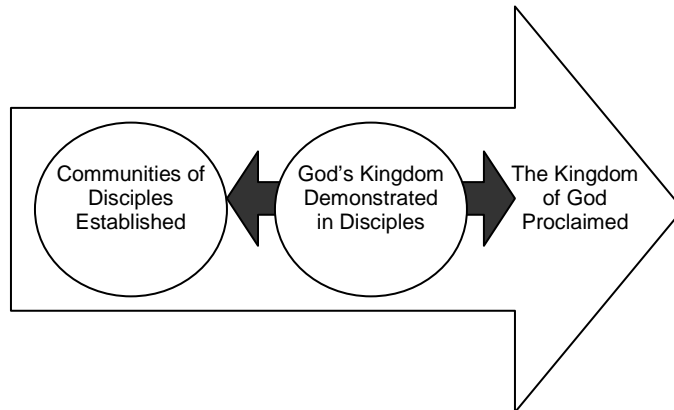 Communities of
Disciples
Established
God's Kingdom
Demonstrated
in Disciples
The Kingdom
of God
Proclaimed